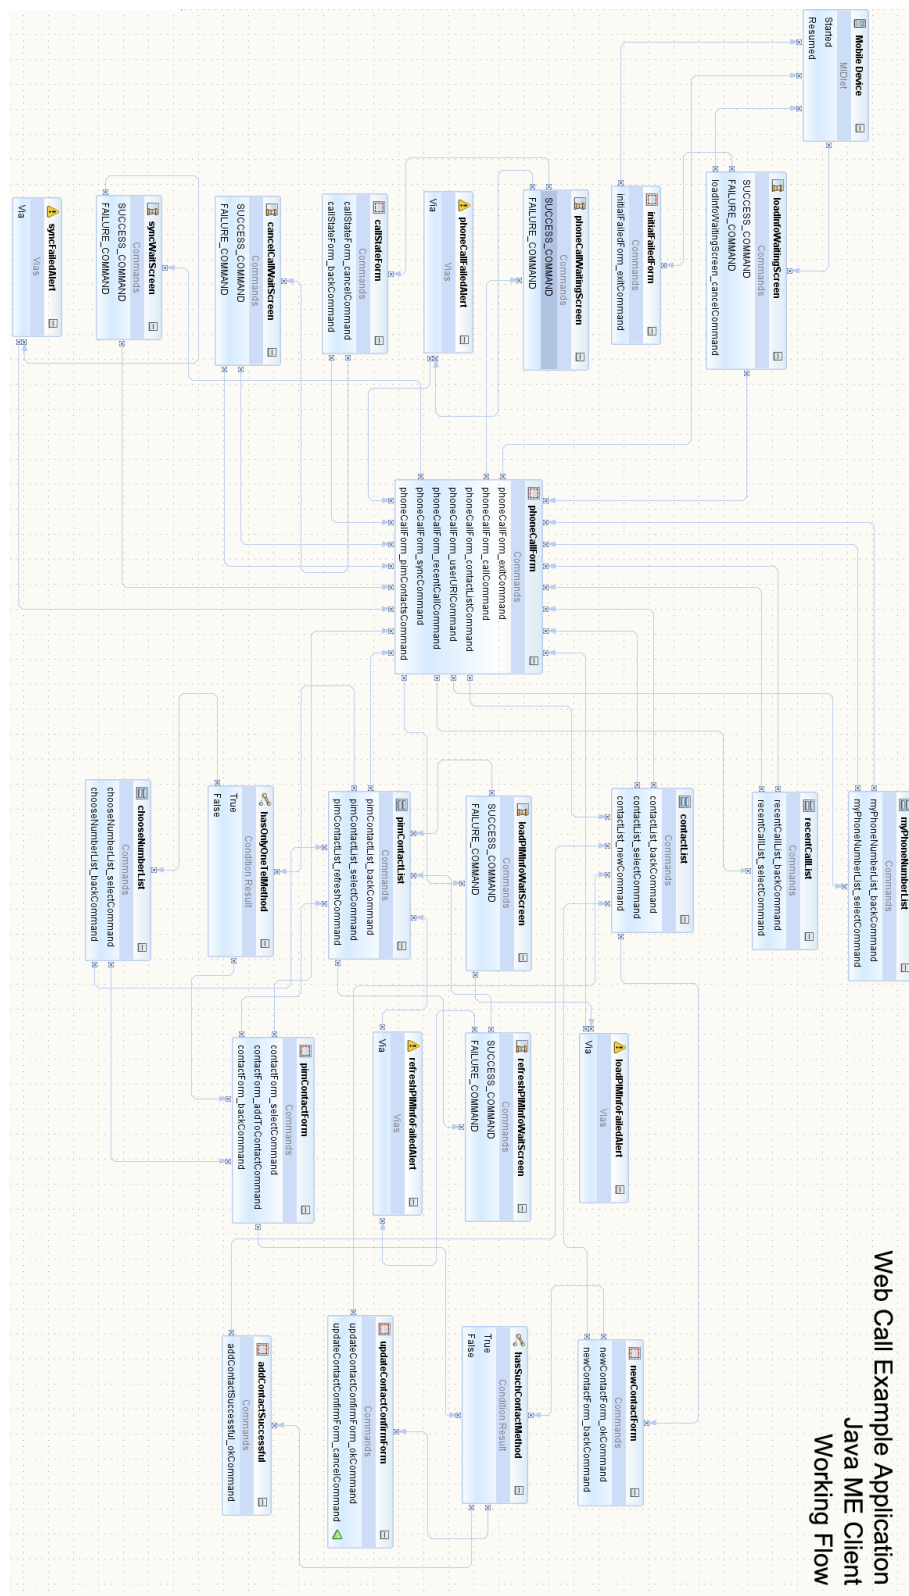 Web Call Example Application
Java ME Client
Working Flow
Mobile Device
MIDlet
Started
Resumed
loadInfoWaitingScreen
Commands
SUCCESS_COMMAND
FAILURE_COMMAND
loadInfoWaitingScreen_cancelCommand
initialFailedForm
Commands
initialFailedForm_exitCommand
phoneCallWaitingScreen
Commands
SUCCESS_COMMAND
FAILURE_COMMAND
phoneCallFailedAlert
Vias
Via
callStateForm
Commands
callStateForm_cancelCommand
callStateForm_backCommand
cancelCallWaitScreen
Commands
SUCCESS_COMMAND
FAILURE_COMMAND
syncWaitScreen
Commands
SUCCESS_COMMAND
FAILURE_COMMAND
syncFailedAlert
Vias
Via
phoneCallForm
Commands
phoneCallForm_exitCommand
phoneCallForm_callCommand
phoneCallForm_contactListCommand
phoneCallForm_userURICommand
phoneCallForm_recentCallCommand
phoneCallForm_syncCommand
phoneCallForm_pimContactsCommand
myPhoneNumberList
Commands
myPhoneNumberList_backCommand
myPhoneNumberList_selectCommand
recentCallList
Commands
recentCallList_backCommand
recentCallList_selectCommand
contactList
Commands
contactList_backCommand
contactList_selectCommand
contactList_newCommand
loadPIMInfoWaitScreen
Commands
SUCCESS_COMMAND
FAILURE_COMMAND
pimContactList
Commands
pimContactList_backCommand
pimContactList_selectCommand
pimContactList_refreshCommand
hasOnlyOneTelMethod
Condition Result
True
False
chooseNumberList
Commands
chooseNumberList_selectCommand
chooseNumberList_backCommand
loadPIMInfoFailedAlert
Vias
Via
refreshPIMInfoWaitScreen
Commands
SUCCESS_COMMAND
FAILURE_COMMAND
refreshPIMInfoFailedAlert
Vias
Via
pimContactForm
Commands
contactForm_selectCommand
contactForm_addToContactCommand
contactForm_backCommand
newContactForm
Commands
newContactForm_okCommand
newContactForm_backCommand
hasSuchContactMethod
Condition Result
True
False
updateContactConfirmForm
Commands
updateContactConfirmForm_okCommand
updateContactConfirmForm_cancelCommand
addContactSuccessful
Commands
addContactSuccessful_okCommand